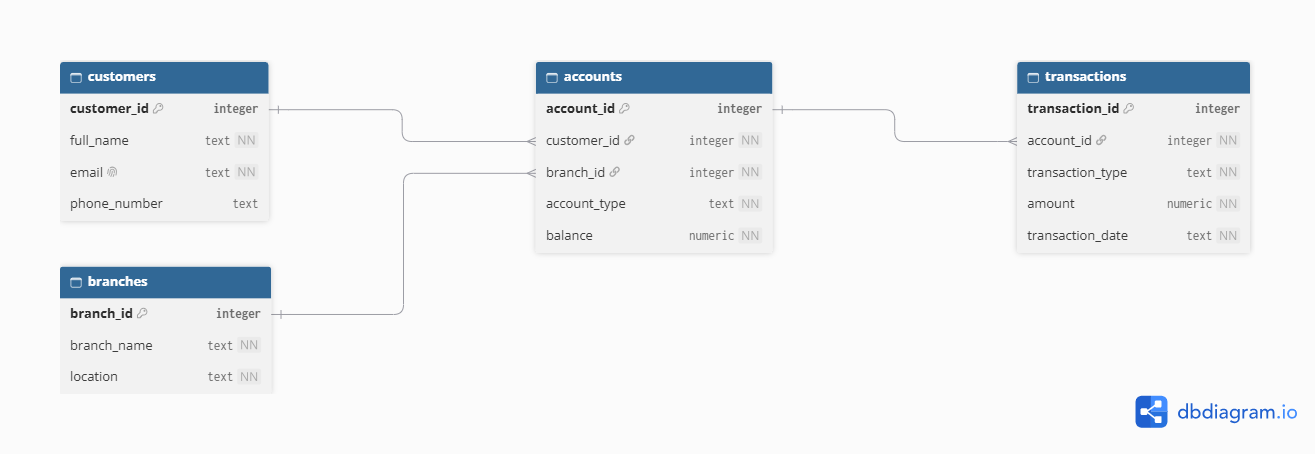 customers
customer_id integer
full_name text NN
email text NN
phone_number text
branches
branch_id integer
branch_name text NN
location text NN
accounts
account_id integer
customer_id integer NN
branch_id integer NN
account_type text NN
balance numeric NN
transactions
transaction_id integer
account_id integer NN
transaction_type text NN
amount numeric NN
transaction_date text NN
dbdiagram.io